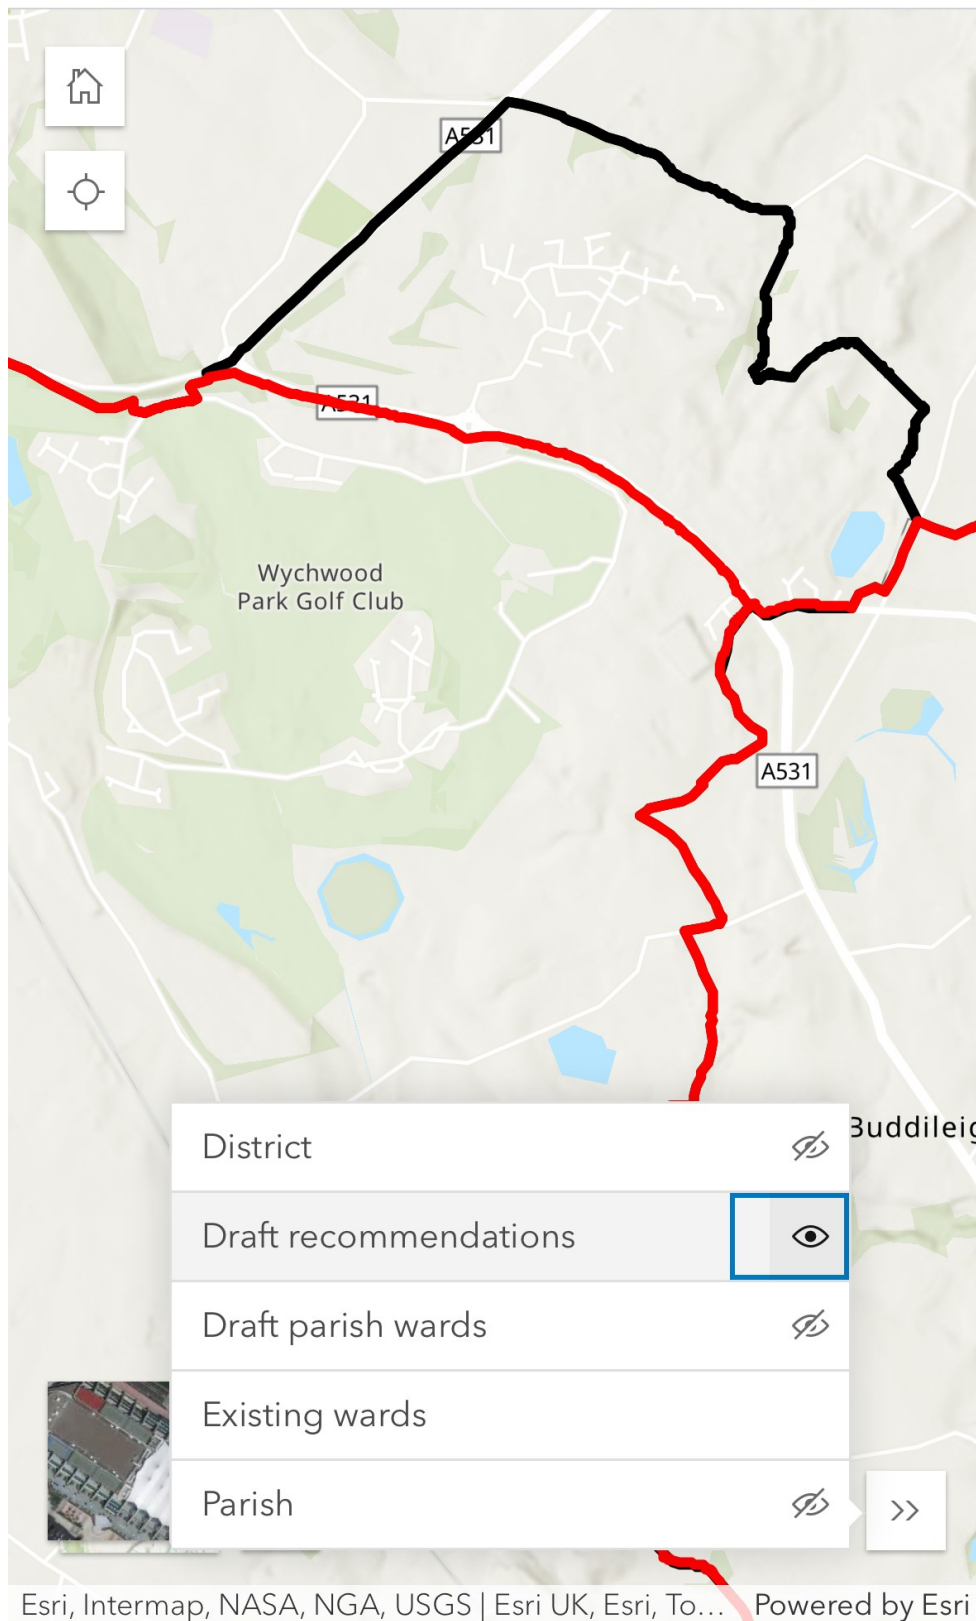 A531
A531
Wychwood
Park Golf Club
A531
District
Buddileig
Draft recommendations
Draft parish wards
Existing wards
Parish
Esri, Intermap, NASA, NGA, USGS | Esri UK, Esri, To... Powered by Esri